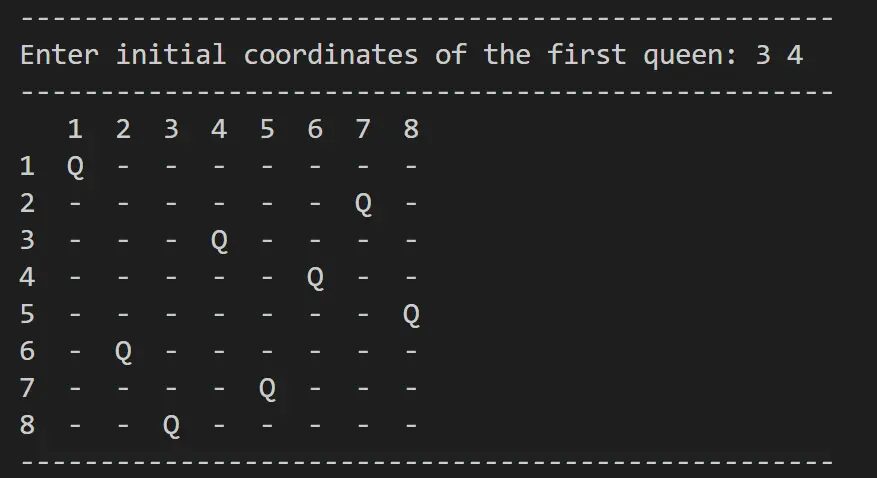 ---------------------------------------------------
Enter initial coordinates of the first queen: 3 4
---------------------------------------------------
   1  2  3  4  5  6  7  8
1  Q  -  -  -  -  -  -  -
2  -  -  -  -  -  -  Q  -
3  -  -  -  Q  -  -  -  -
4  -  -  -  -  -  Q  -  -
5  -  -  -  -  -  -  -  Q
6  -  Q  -  -  -  -  -  -
7  -  -  -  -  Q  -  -  -
8  -  -  Q  -  -  -  -  -
---------------------------------------------------